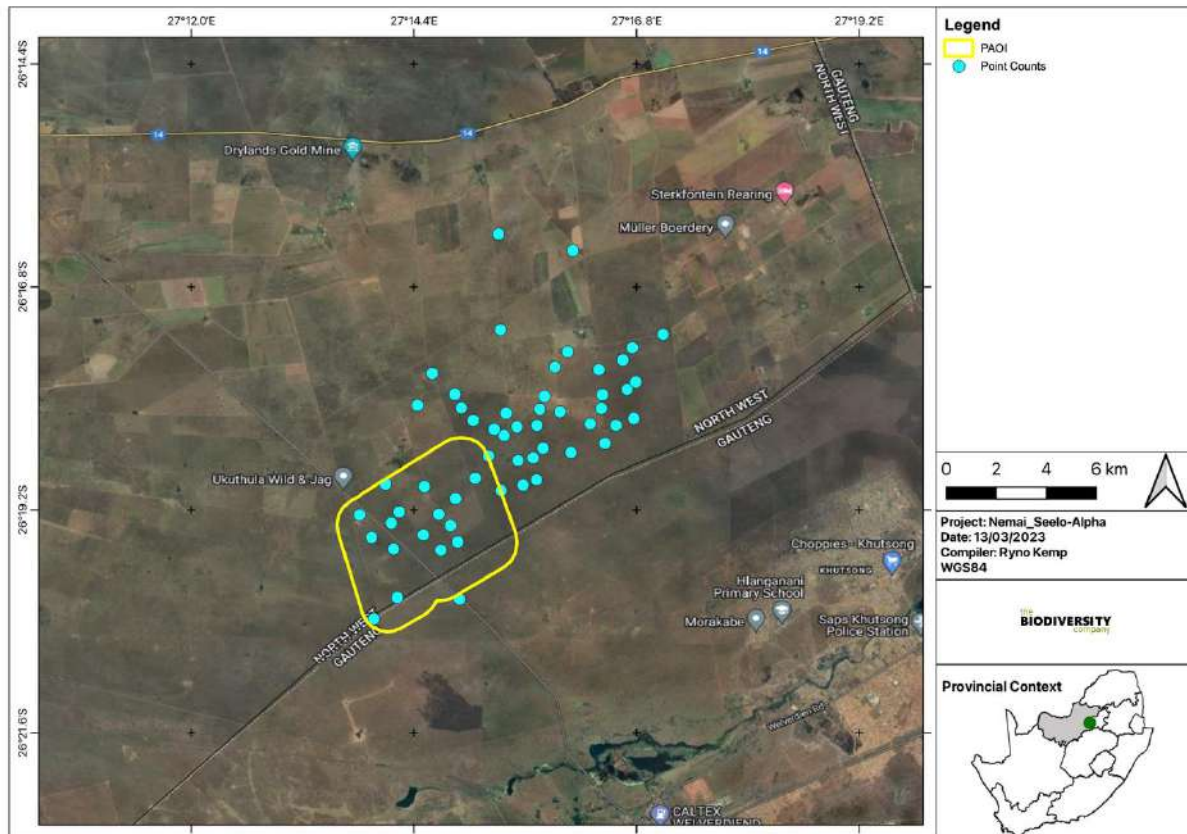 27°12.0'E 27°14.4'E 27°16.8'E 27°19.2'E
26°14.4'S
26°16.8'S
26°19.2'S
26°21.6'S
14
14
14
Drylands Gold Mine
GAUTENG
NORTH WEST
Sterkfontein Rearing
Müller Boerdery
NORTH WEST
GAUTENG
Ukuthula Wild & Jag
Choppies - Khutsong
KHUTSONG
Hlanganani
Primary School
Morakabe
Saps Khutsong
Police Station
NORTH WEST
GAUTENG
Welverdien Rd
CALTEX
WELVERDIEND
Legend
PAOI
Point Counts
0 2 4 6 km
Project: Nemai_Seelo-Alpha
Date: 13/03/2023
Compiler: Ryno Kemp
WGS84
the
BIODIVERSITY
company
Provincial Context